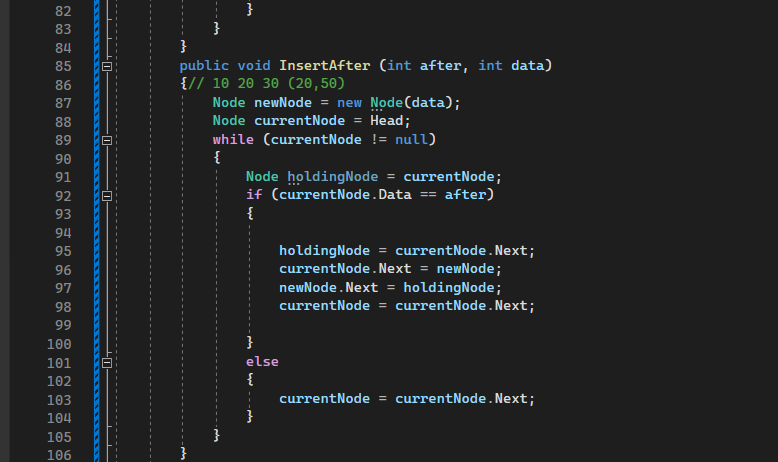 82 }
83 }
84 }
85 public void InsertAfter (int after, int data)
86 {// 10 20 30 (20,50)
87 Node newNode = new Node(data);
88 Node currentNode = Head;
89 while (currentNode != null)
90 {
91 Node holdingNode = currentNode;
92 if (currentNode.Data == after)
93 {
94
95 holdingNode = currentNode.Next;
96 currentNode.Next = newNode;
97 newNode.Next = holdingNode;
98 currentNode = currentNode.Next;
99
100 }
101 else
102 {
103 currentNode = currentNode.Next;
104 }
105 }
106 }